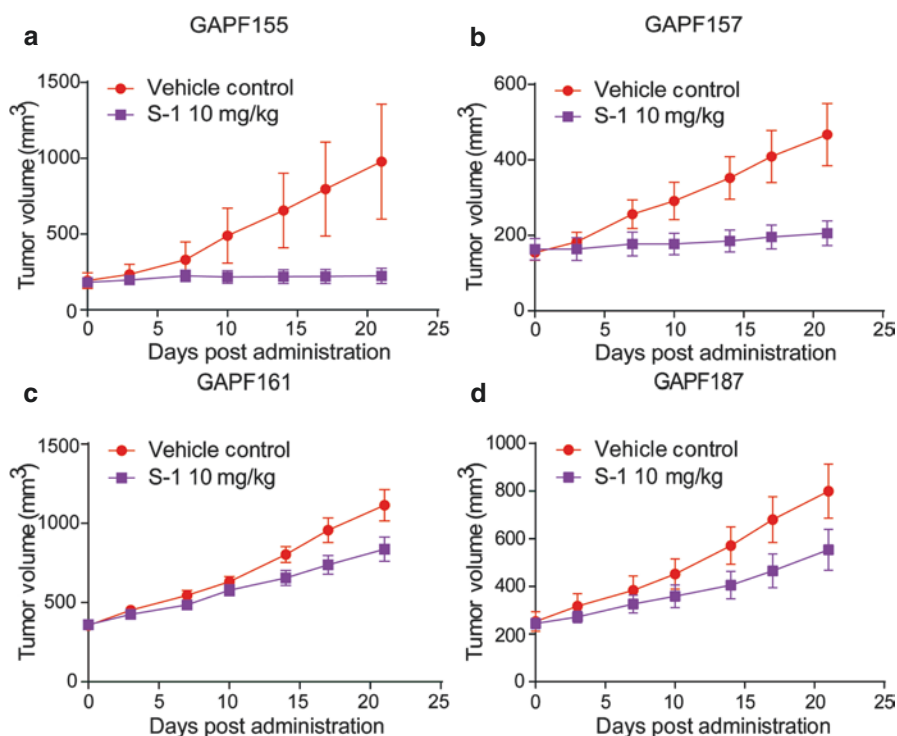 a
GAPF155
Vehicle control
S-1 10 mg/kg
Tumor volume (mm3)
1500
1000
500
0
0 5 10 15 20 25
Days post administration
b
GAPF157
Vehicle control
S-1 10 mg/kg
Tumor volume (mm3)
600
400
200
0
0 5 10 15 20 25
Days post administration
c
GAPF161
Vehicle control
S-1 10 mg/kg
Tumor volume (mm3)
1500
1000
500
0
0 5 10 15 20 25
Days post administration
d
GAPF187
Vehicle control
S-1 10 mg/kg
Tumor volume (mm3)
1000
800
600
400
200
0
0 5 10 15 20 25
Days post administration